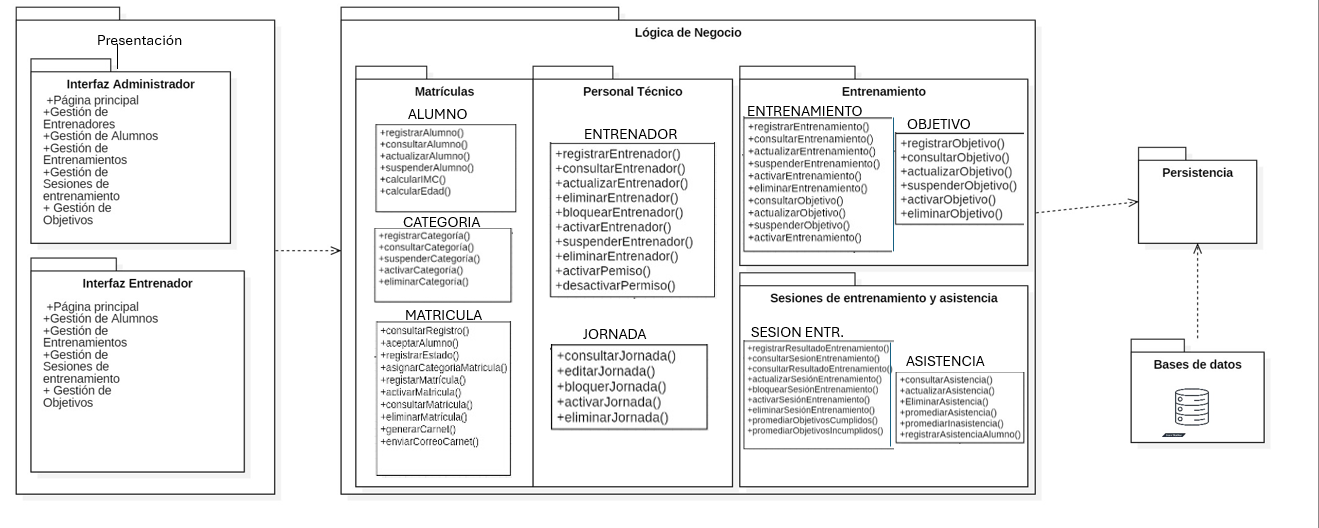 Presentación
Interfaz Administrador
+Página principal
+Gestión de
Entrenadores
+Gestión de Alumnos
+Gestión de
Entrenamientos
+Gestión de
Sesiones de
entrenamiento
+ Gestión de
Objetivos
Interfaz Entrenador
+Página principal
+Gestión de Alumnos
+Gestión de
Entrenamientos
+Gestión de
Sesiones de
entrenamiento
+ Gestión de
Objetivos
Lógica de Negocio
Matrículas
ALUMNO
+registrarAlumno()
+consultarAlumno()
+actualizarAlumno()
+suspenderAlumno()
+calcularIMC()
+calcularEdad()
CATEGORIA
+registrarCategoría()
+consultarCategoría()
+suspenderCategoría()
+activarCategoría()
+eliminarCategoría()
MATRICULA
+consultarRegistro()
+aceptarAlumno()
+registrarEstado()
+asignarCategoriaMatricula()
+registarMatrícula()
+activarMatricula()
+consultarMatricula()
+eliminarMatrícula()
+generarCarnet()
+enviarCorreoCarnet()
Personal Técnico
ENTRENADOR
+registrarEntrenador()
+consultarEntrenador()
+actualizarEntrenador()
+eliminarEntrenador()
+bloquearEntrenador()
+activarEntrenador()
+suspenderEntrenador()
+eliminarEntrenador()
+activarPemiso()
+desactivarPermiso()
JORNADA
+consultarJornada()
+editarJornada()
+bloquerJornada()
+activarJornada()
+eliminarJornada()
Entrenamiento
ENTRENAMIENTO
+registrarEntrenamiento()
+consultarEntrenamiento()
+actualizarEntrenamiento()
+suspenderEntrenamiento()
+activarEntrenamiento()
+eliminarEntrenamiento()
+consultarObjetivo()
+actualizarObjetivo()
+suspenderObjetivo()
+activarEntrenamiento()
OBJETIVO
+registrarObjetivo()
+consultarObjetivo()
+actualizarObjetivo()
+suspenderObjetivo()
+activarObjetivo()
+eliminarObjetivo()
Sesiones de entrenamiento y asistencia
SESION ENTR.
+registrarResultadoEntrenamiento()
+consultarSesionEntrenamiento()
+consultarResultadoEntrenamiento()
+actualizarSesiónEntrenamiento()
+bloquearSesiónEntrenamiento()
+activarSesiónEntrenamiento()
+eliminarSesiónEntrenamiento()
+promediarObjetivosCumplidos()
+promediarObjetivosIncumplidos()
ASISTENCIA
+consultarAsistencia()
+actualizarAsistencia()
+EliminarAsistencia()
+promediarAsistencia()
+promediarInasistencia()
+registrarAsistenciaAlumno()
Persistencia
Bases de datos